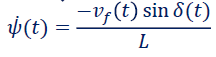 ψ̇(t) = −v_f(t) sin δ(t) / L